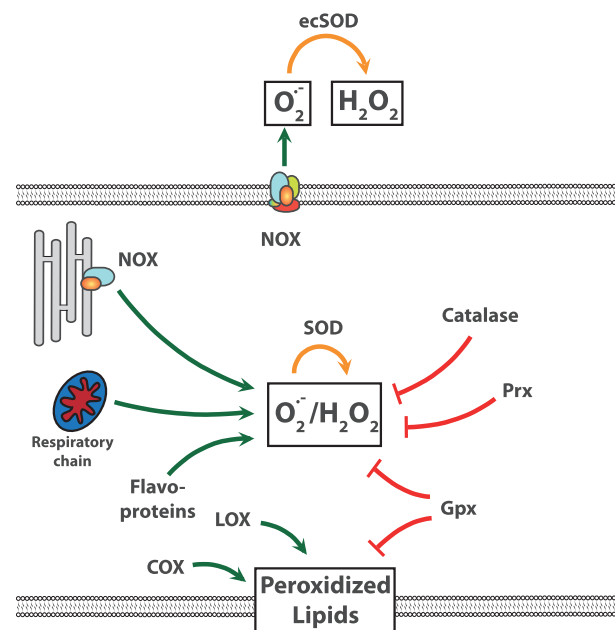 ecSOD
O₂·⁻
H₂O₂
NOX
NOX
SOD
Catalase
O₂·⁻/H₂O₂
Prx
Respiratory
chain
Flavo-
proteins
Gpx
LOX
COX
Peroxidized
Lipids